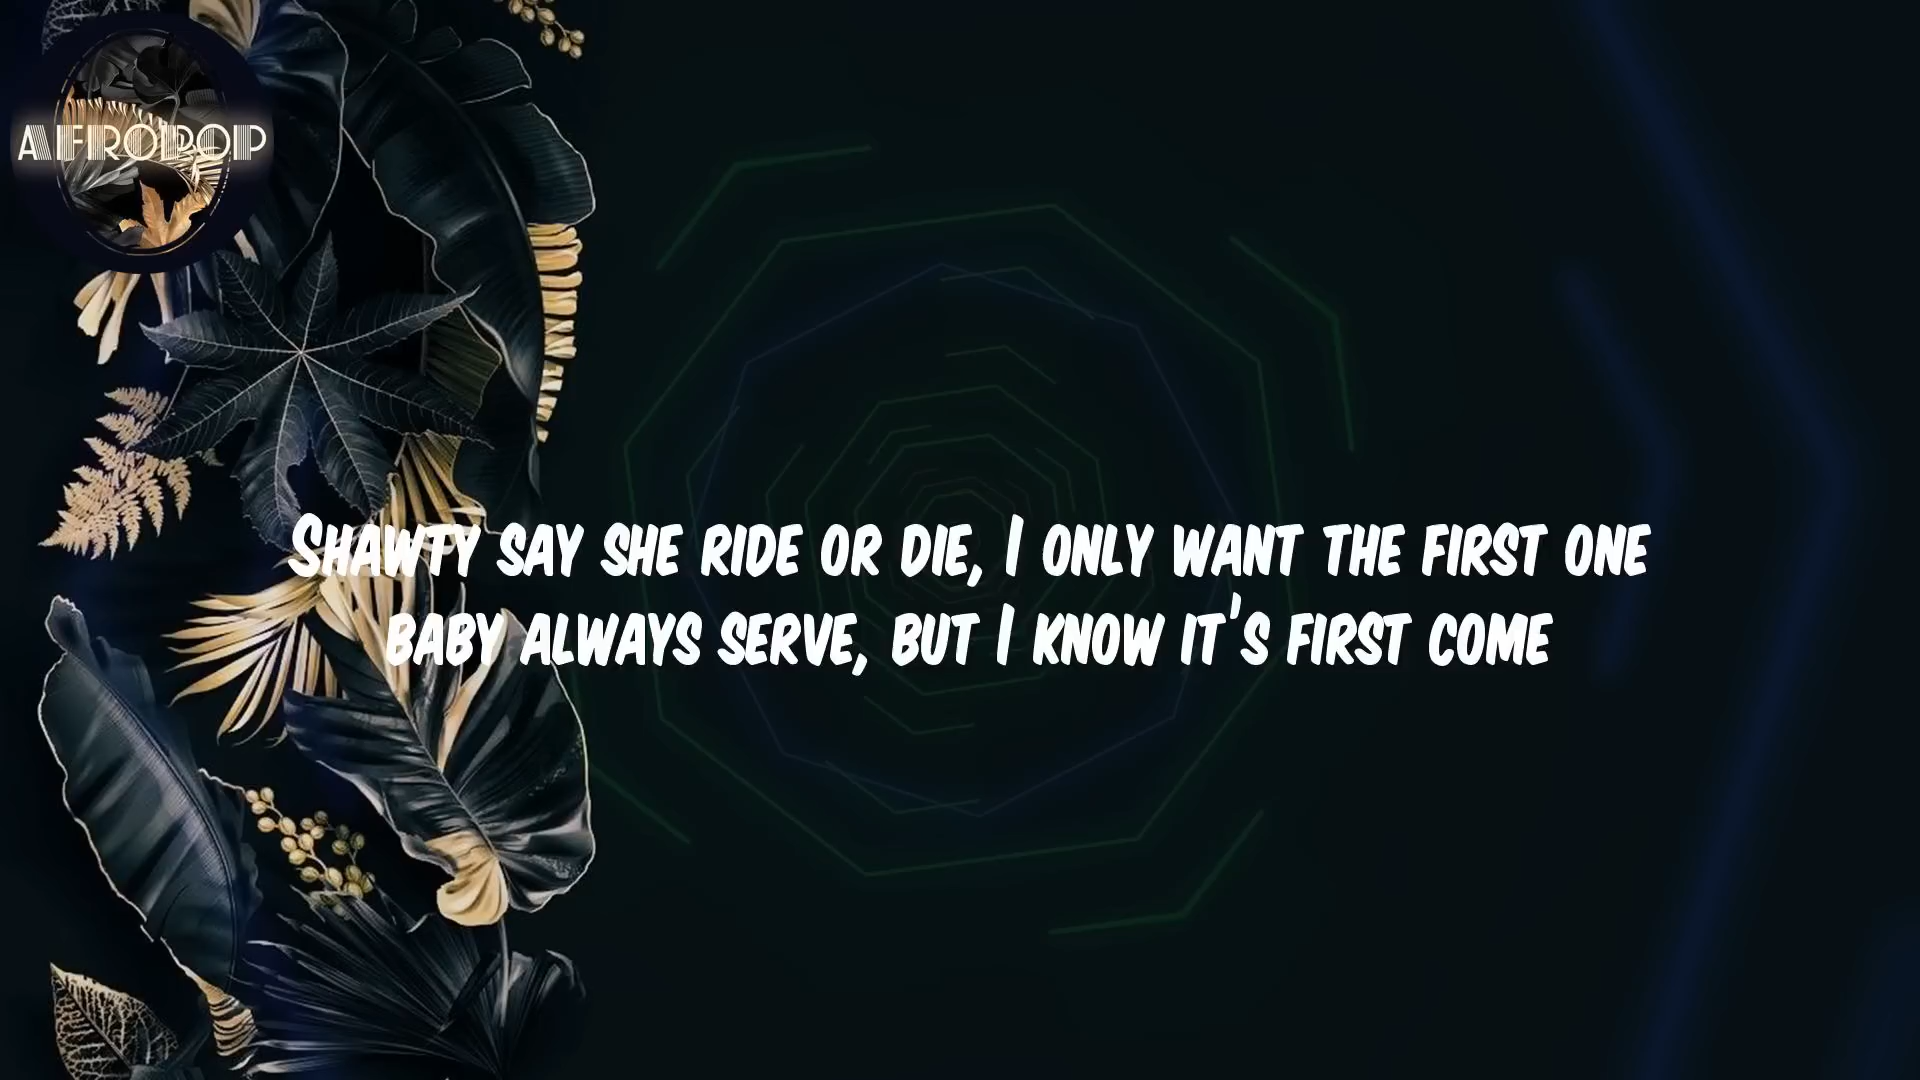 AFROPOP
Shawty say she ride or die, I only want the first one
baby always serve, but I know it's first come